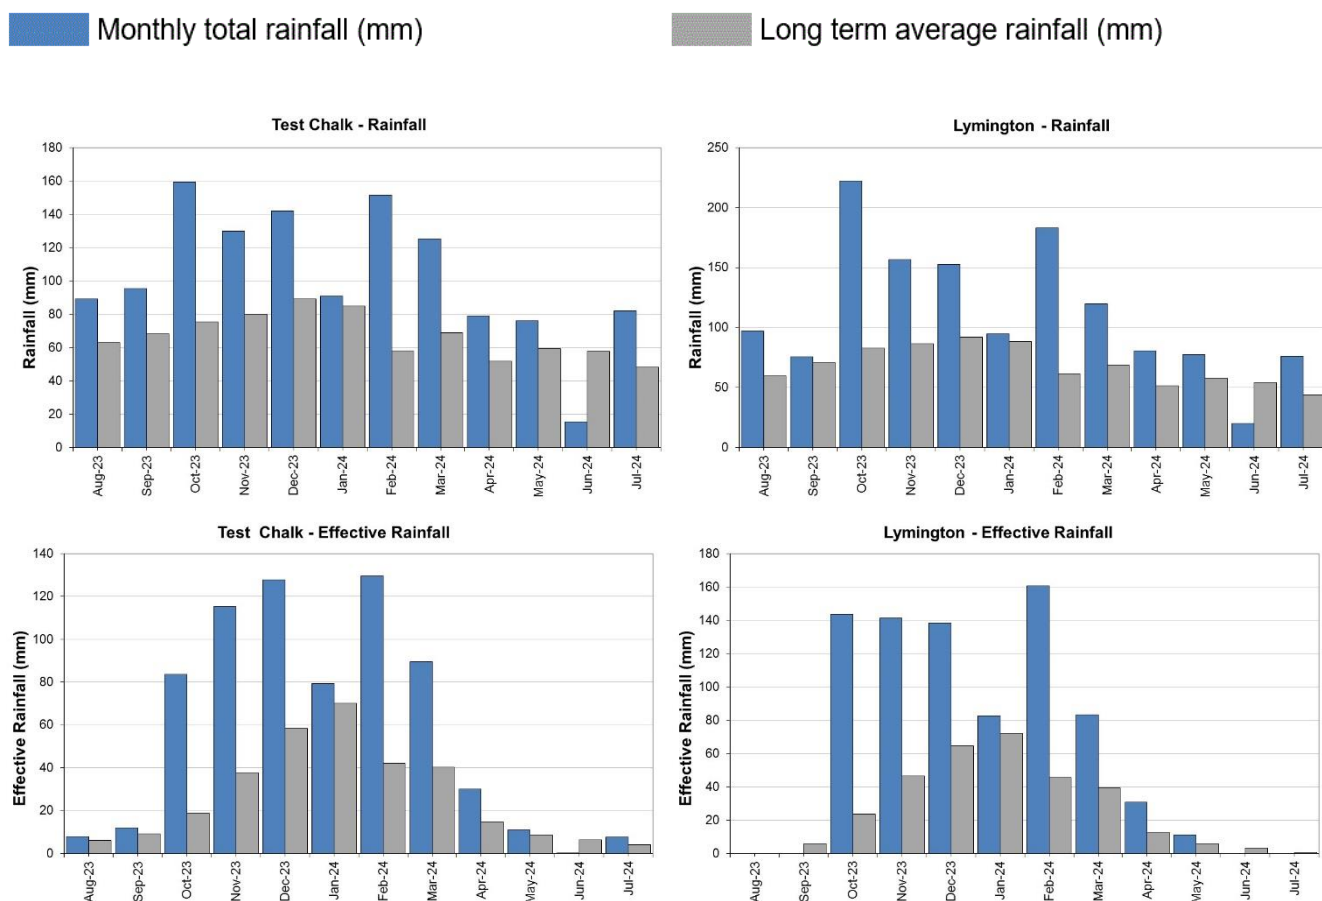 Monthly total rainfall (mm)
Long term average rainfall (mm)
Test Chalk - Rainfall
Rainfall (mm)
180
160
140
120
100
80
60
40
20
0
Aug-23
Sep-23
Oct-23
Nov-23
Dec-23
Jan-24
Feb-24
Mar-24
Apr-24
May-24
Jun-24
Jul-24
Lymington - Rainfall
Rainfall (mm)
250
200
150
100
50
0
Aug-23
Sep-23
Oct-23
Nov-23
Dec-23
Jan-24
Feb-24
Mar-24
Apr-24
May-24
Jun-24
Jul-24
Test Chalk - Effective Rainfall
Effective Rainfall (mm)
140
120
100
80
60
40
20
0
Aug-23
Sep-23
Oct-23
Nov-23
Dec-23
Jan-24
Feb-24
Mar-24
Apr-24
May-24
Jun-24
Jul-24
Lymington - Effective Rainfall
Effective Rainfall (mm)
180
160
140
120
100
80
60
40
20
0
Aug-23
Sep-23
Oct-23
Nov-23
Dec-23
Jan-24
Feb-24
Mar-24
Apr-24
May-24
Jun-24
Jul-24